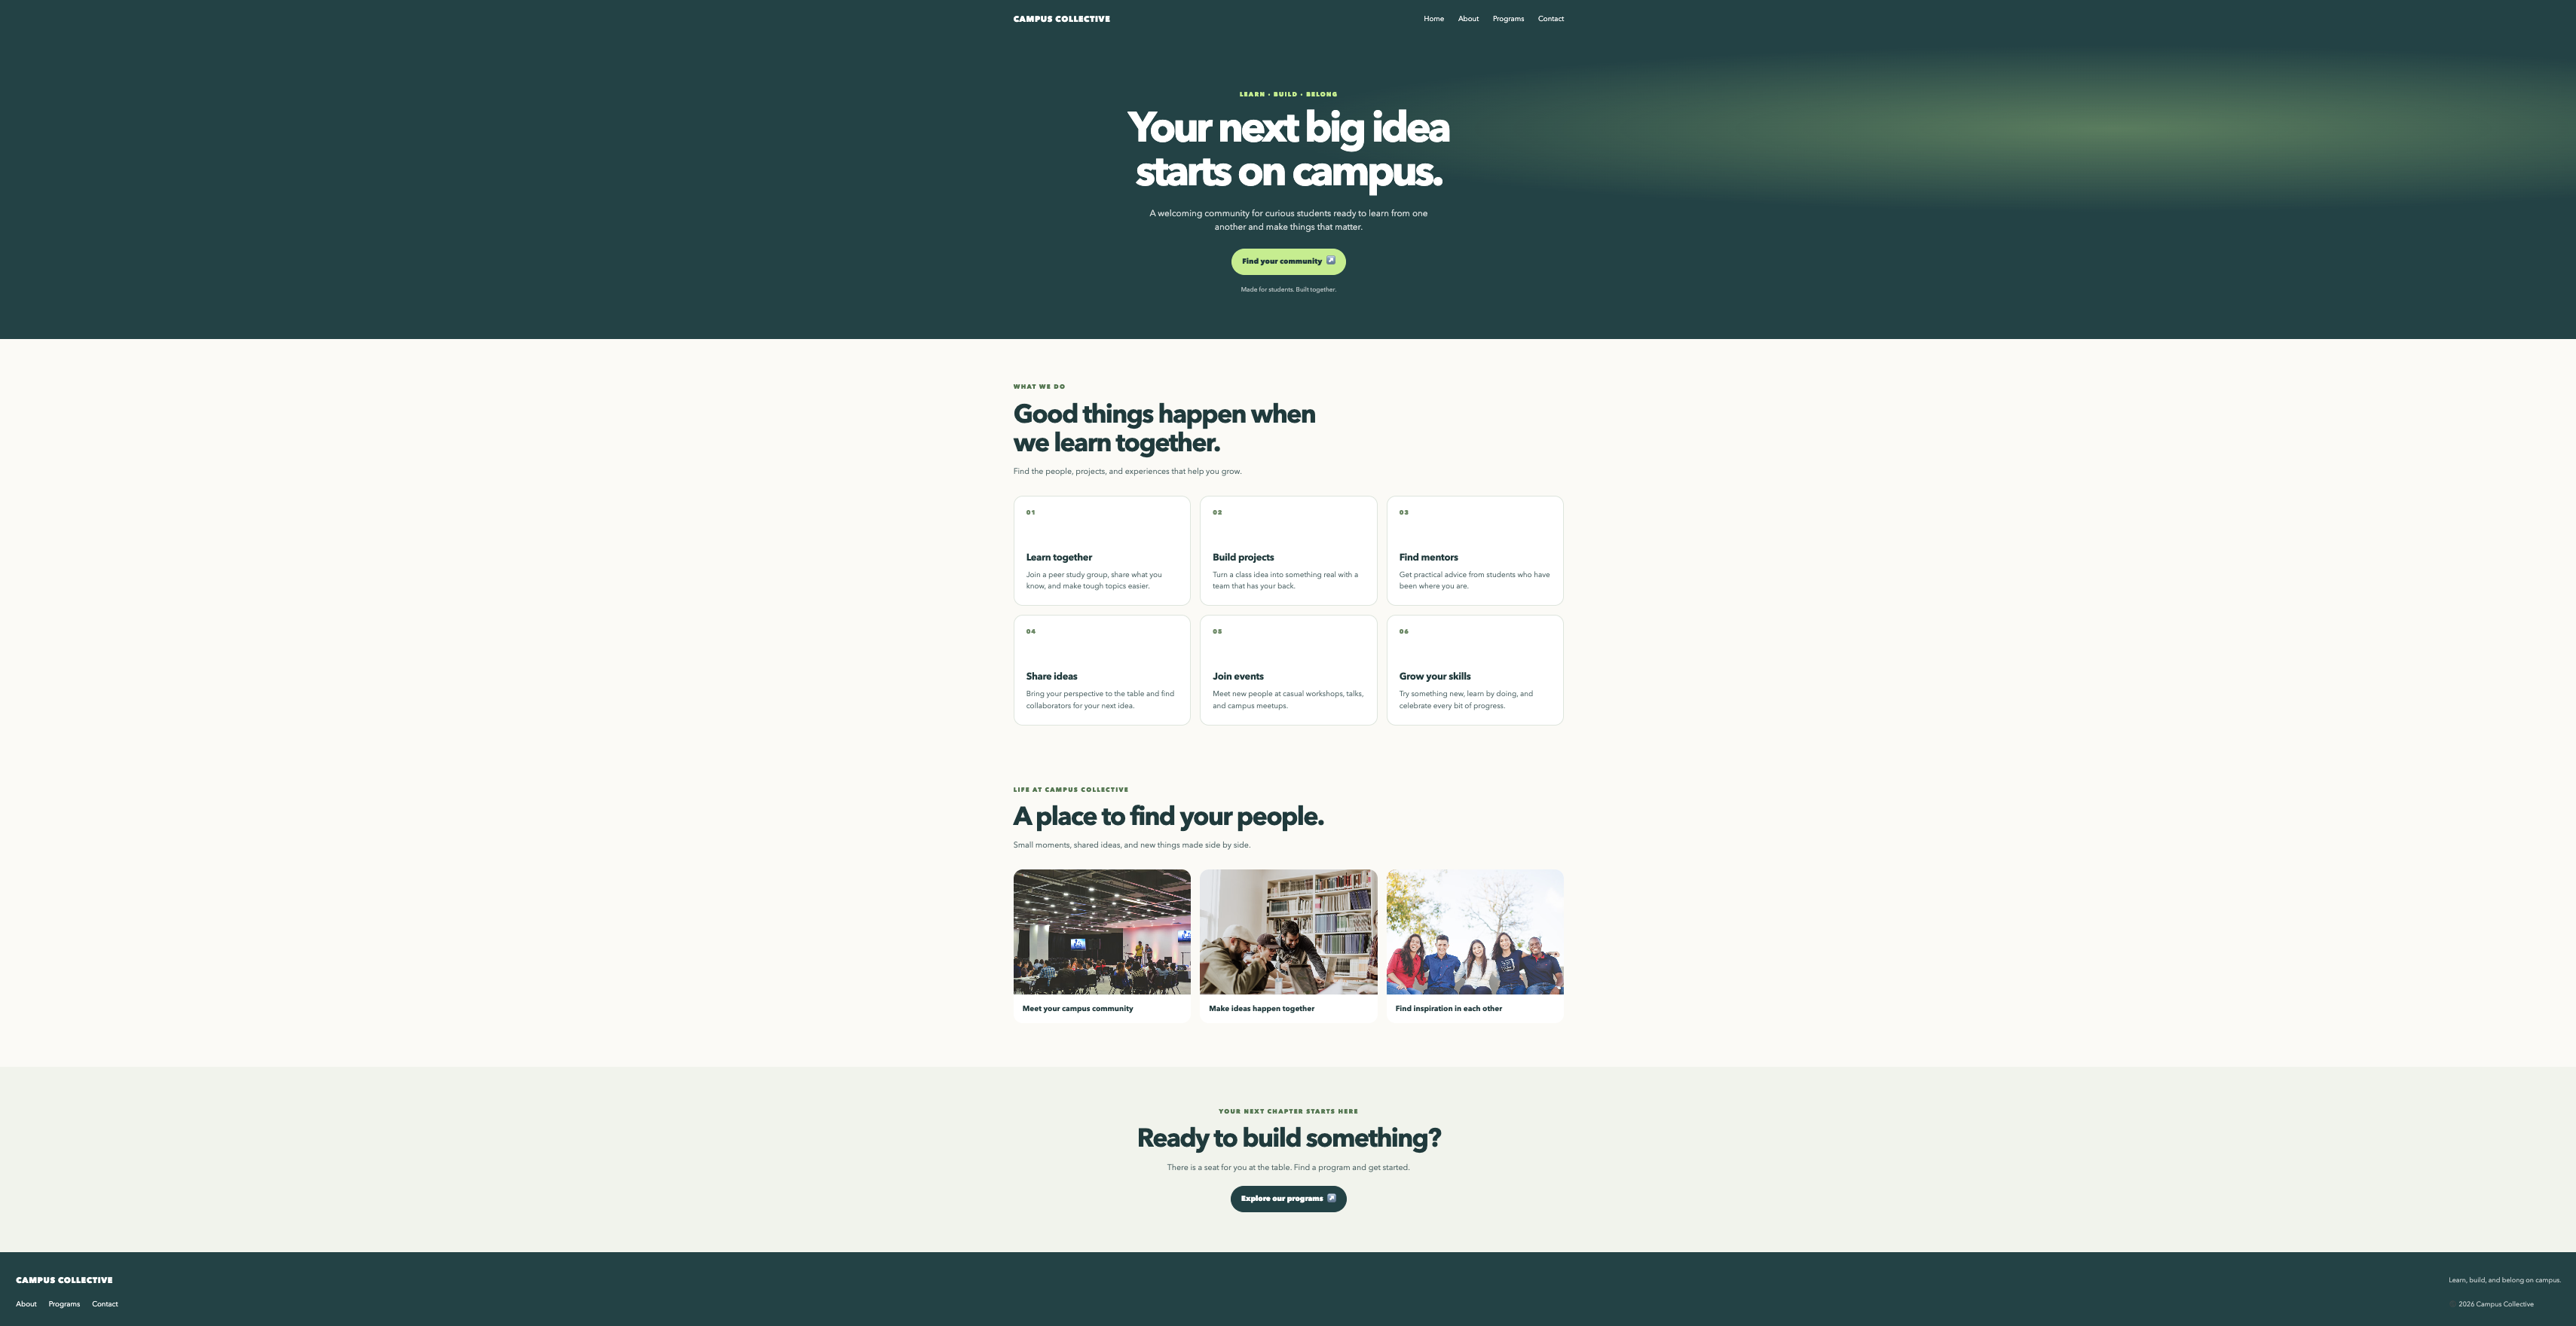 CAMPUS COLLECTIVE
Home About Programs Contact
LEARN • BUILD • BELONG
Your next big idea
starts on campus.
A welcoming community for curious students ready to learn from one
another and make things that matter.
Find your community ↗
Made for students. Built together.
WHAT WE DO
Good things happen when
we learn together.
Find the people, projects, and experiences that help you grow.
01
Learn together
Join a peer study group, share what you
know, and make tough topics easier.
02
Build projects
Turn a class idea into something real with a
team that has your back.
03
Find mentors
Get practical advice from students who have
been where you are.
04
Share ideas
Bring your perspective to the table and find
collaborators for your next idea.
05
Join events
Meet new people at casual workshops, talks,
and campus meetups.
06
Grow your skills
Try something new, learn by doing, and
celebrate every bit of progress.
LIFE AT CAMPUS COLLECTIVE
A place to find your people.
Small moments, shared ideas, and new things made side by side.
Meet your campus community
Make ideas happen together
Find inspiration in each other
YOUR NEXT CHAPTER STARTS HERE
Ready to build something?
There is a seat for you at the table. Find a program and get started.
Explore our programs ↗
CAMPUS COLLECTIVE
Learn, build, and belong on campus.
About Programs Contact
2026 Campus Collective